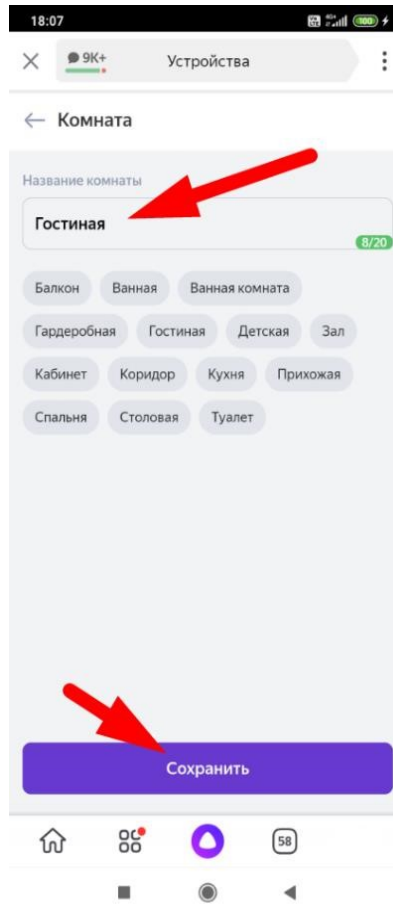 18:07
4G+
100
9K+ Устройства
Комната
Название комнаты
Гостиная
8/20
Балкон Ванная Ванная комната
Гардеробная Гостиная Детская Зал
Кабинет Коридор Кухня Прихожая
Спальня Столовая Туалет
Сохранить
58